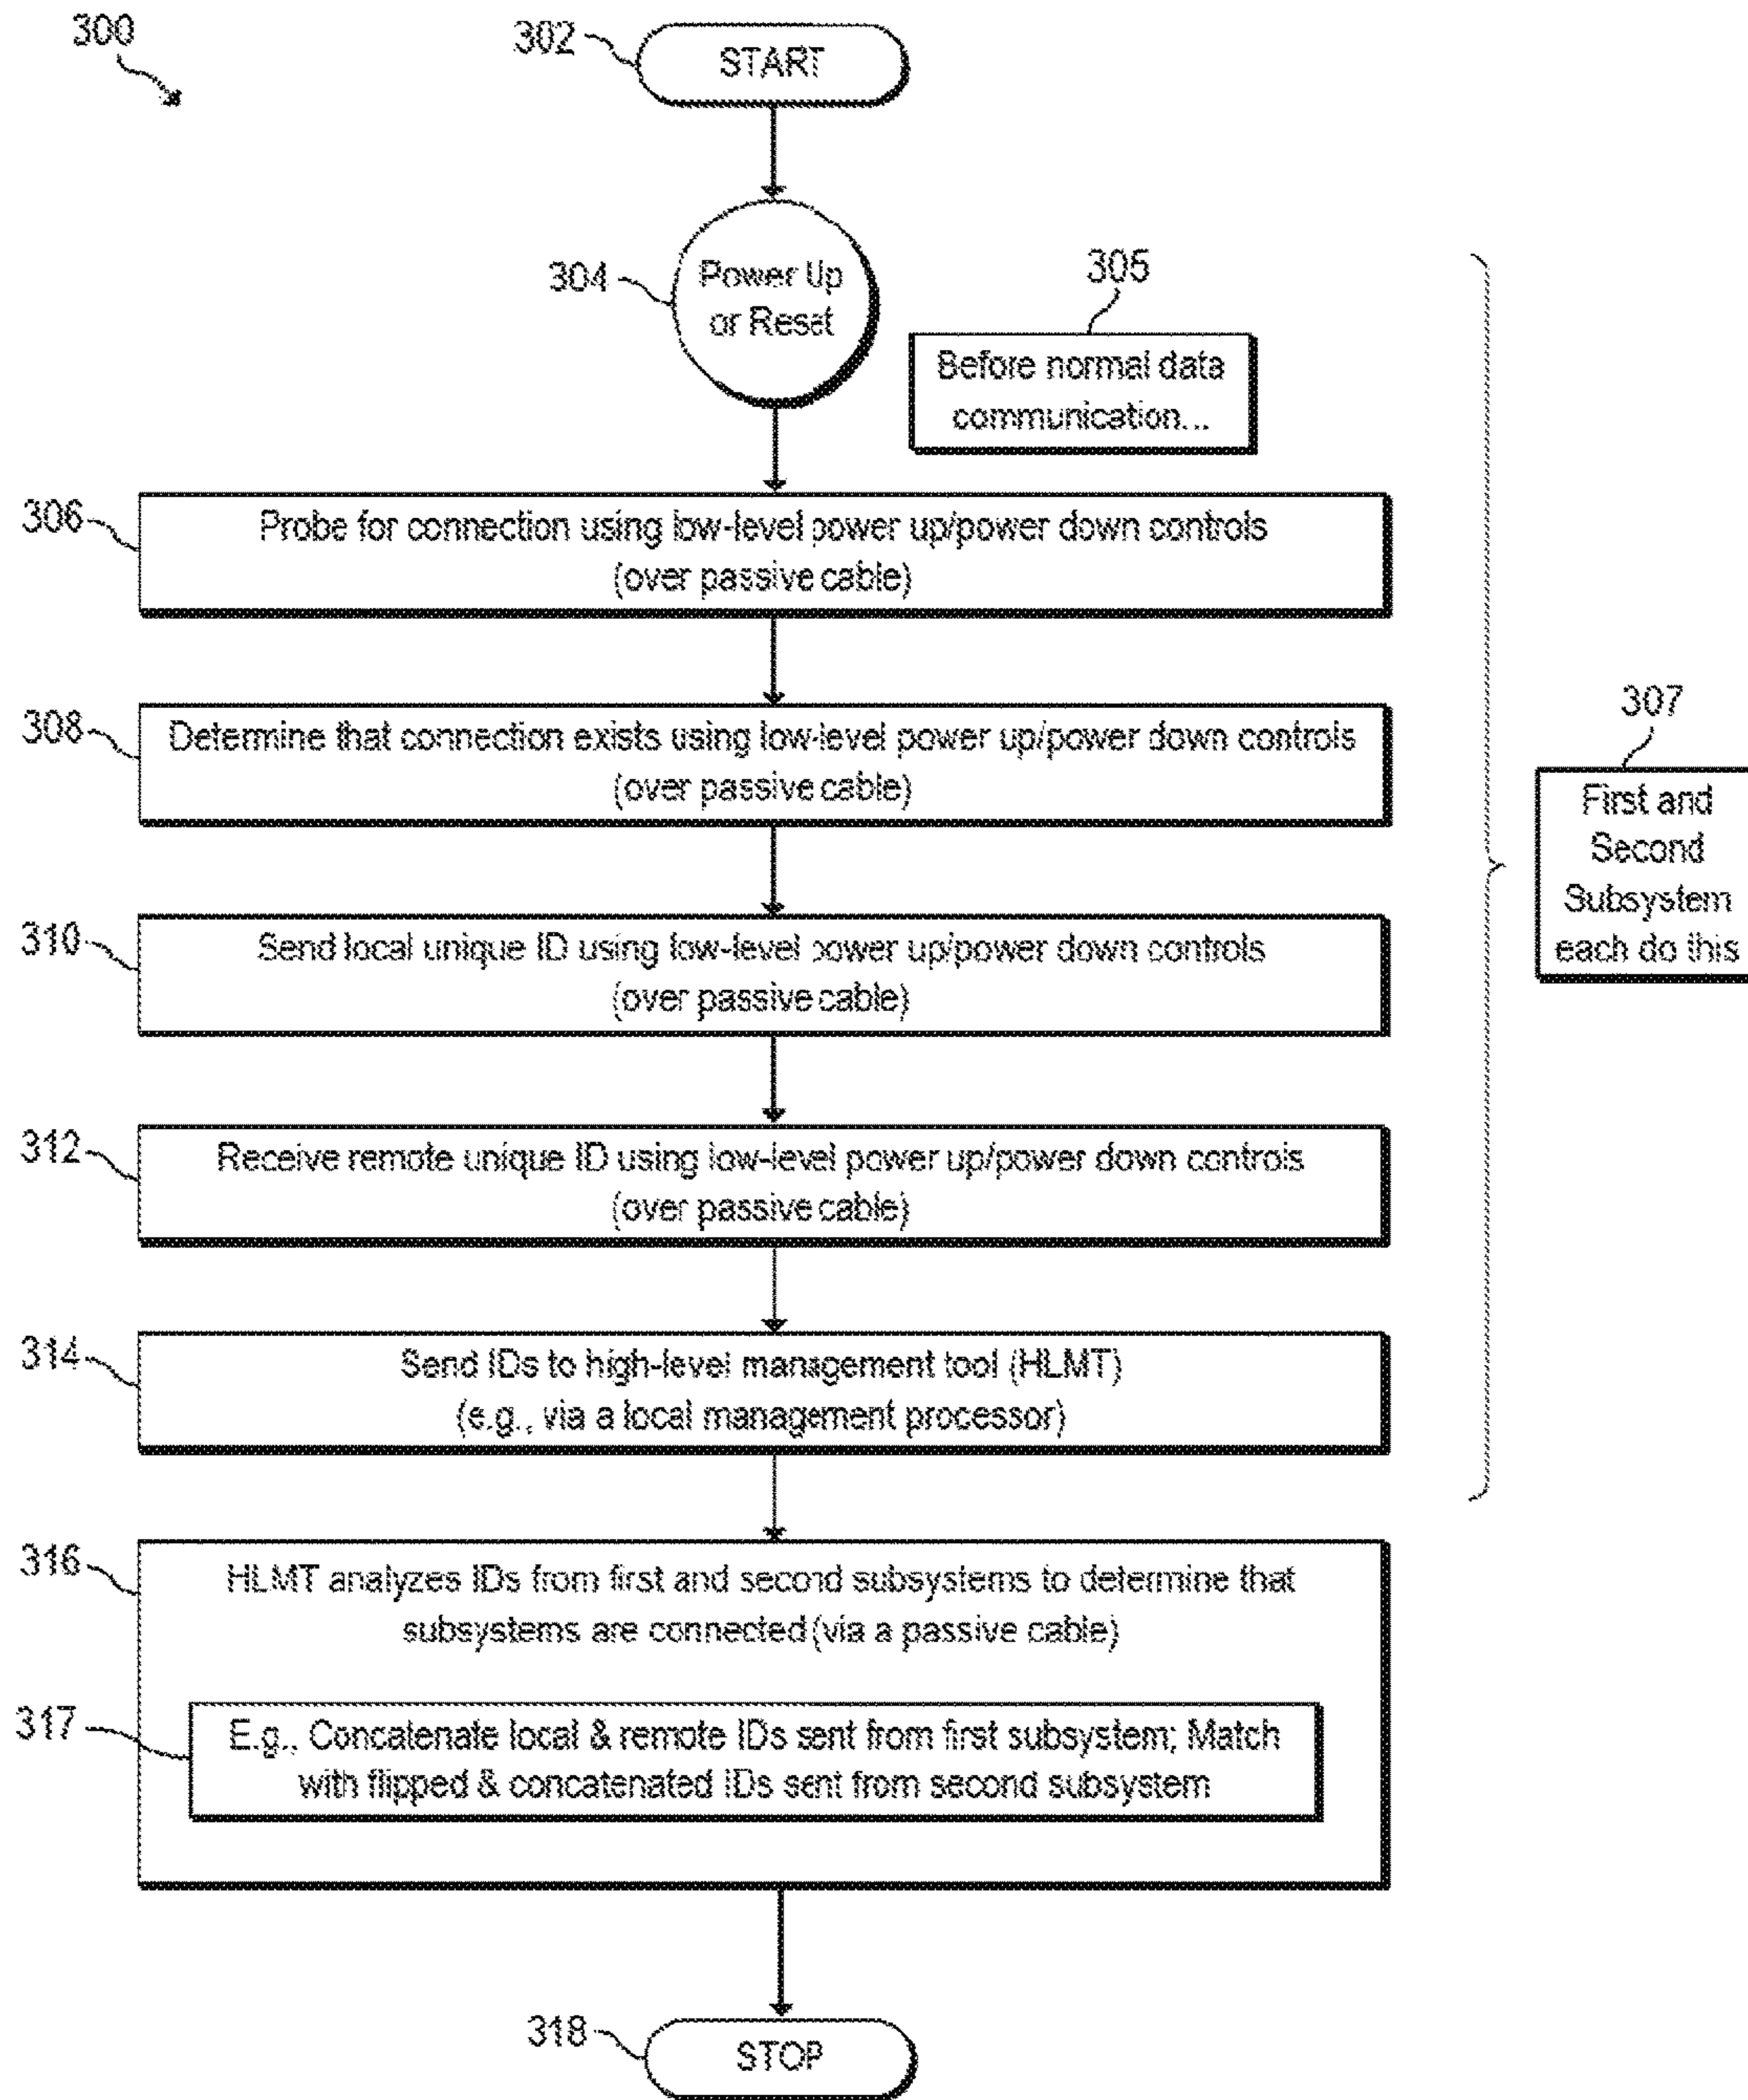 300
302
START
304
Power Up
or Reset
305
Before normal data
communication...
306
Probe for connection using low-level power up/power down controls
(over passive cable)
307
First and
Second
Subsystem
each do this
308
Determine that connection exists using low-level power up/power down controls
(over passive cable)
310
Send local unique ID using low-level power up/power down controls
(over passive cable)
312
Receive remote unique ID using low-level power up/power down controls
(over passive cable)
314
Send IDs to high-level management tool (HLMT)
(e.g., via a local management processor)
316
HLMT analyzes IDs from first and second subsystems to determine that
subsystems are connected (via a passive cable)
317
E.g., Concatenate local & remote IDs sent from first subsystem; Match
with flipped & concatenated IDs sent from second subsystem
318
STOP